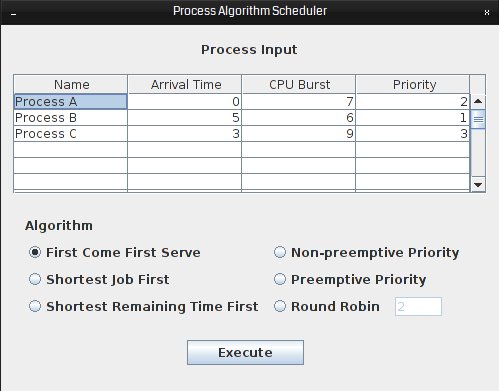 Process Algorithm Scheduler
Process Input
Name Arrival Time CPU Burst Priority
Process A 0 7 2
Process B 5 6 1
Process C 3 9 3
Algorithm
First Come First Serve Non-preemptive Priority
Shortest Job First Preemptive Priority
Shortest Remaining Time First Round Robin 2
Execute